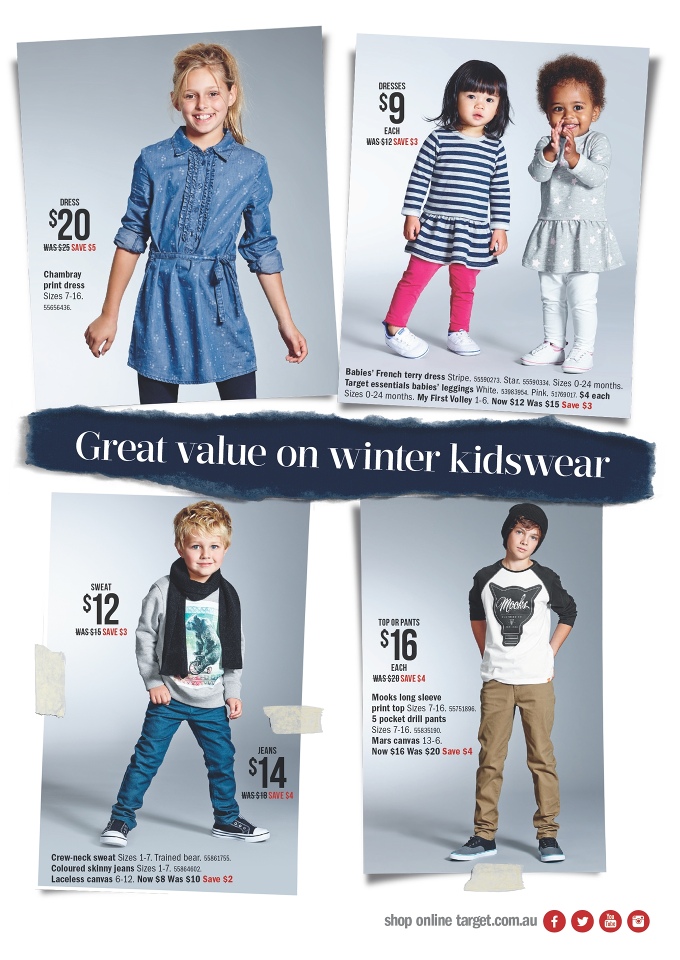 DRESS
$20
WAS $25 SAVE $5
Chambray
print dress
Sizes 7-16.
55656436.
DRESSES
$9
EACH
WAS $12 SAVE $3
Babies' French terry dress Stripe. 55590273. Star. 55590334. Sizes 0-24 months.
Target essentials babies' leggings White. 53983954. Pink. 51769017. $4 each
Sizes 0-24 months. My First Volley 1-6. Now $12 Was $15 Save $3
Great value on winter kidswear
SWEAT
$12
WAS $15 SAVE $3
JEANS
$14
WAS $18 SAVE $4
Crew-neck sweat Sizes 1-7. Trained bear. 55861755.
Coloured skinny jeans Sizes 1-7. 55864602.
Laceless canvas 6-12. Now $8 Was $10 Save $2
TOP OR PANTS
$16
EACH
WAS $20 SAVE $4
Mooks long sleeve
print top Sizes 7-16. 55751896.
5 pocket drill pants
Sizes 7-16. 55835190.
Mars canvas 13-6.
Now $16 Was $20 Save $4
Mooks
shop online target.com.au
You
Tube